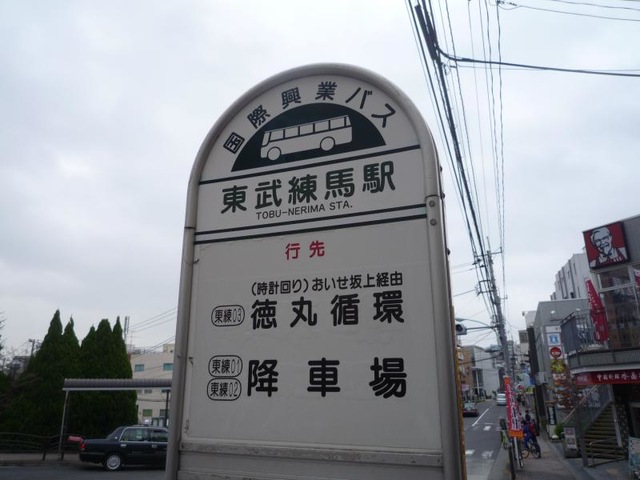 国際興業バス
東武練馬駅
TOBU-NERIMA STA.
行先
(時計回り)おいせ坂上経由
東練03 徳丸循環
東練01
東練02
降車場